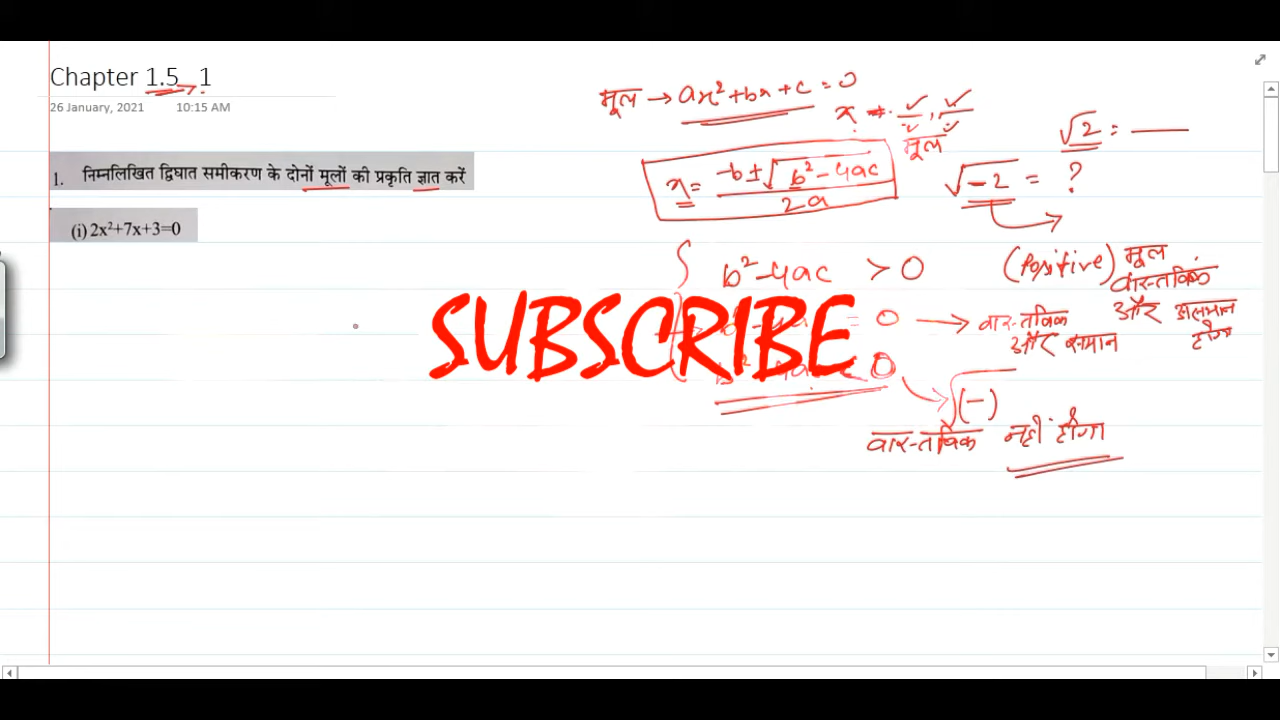 Chapter 1.5 1
26 January, 2021 10:15 AM
1. निम्नलिखित द्विघात समीकरण के दोनों मूलों की प्रकृति ज्ञात करें
(i) 2x²+7x+3=0
मूल → ax²+bx+c=0
x
मूल
x = -b±√b²-4ac
2a
√2 =
√-2 = ?
b²-4ac > 0 (Positive) मूल
वास्तविक
और असमान
होगा
= 0 → वास्तविक
और समान
< 0
√(-)
वास्तविक नहीं होगा
SUBSCRIBE